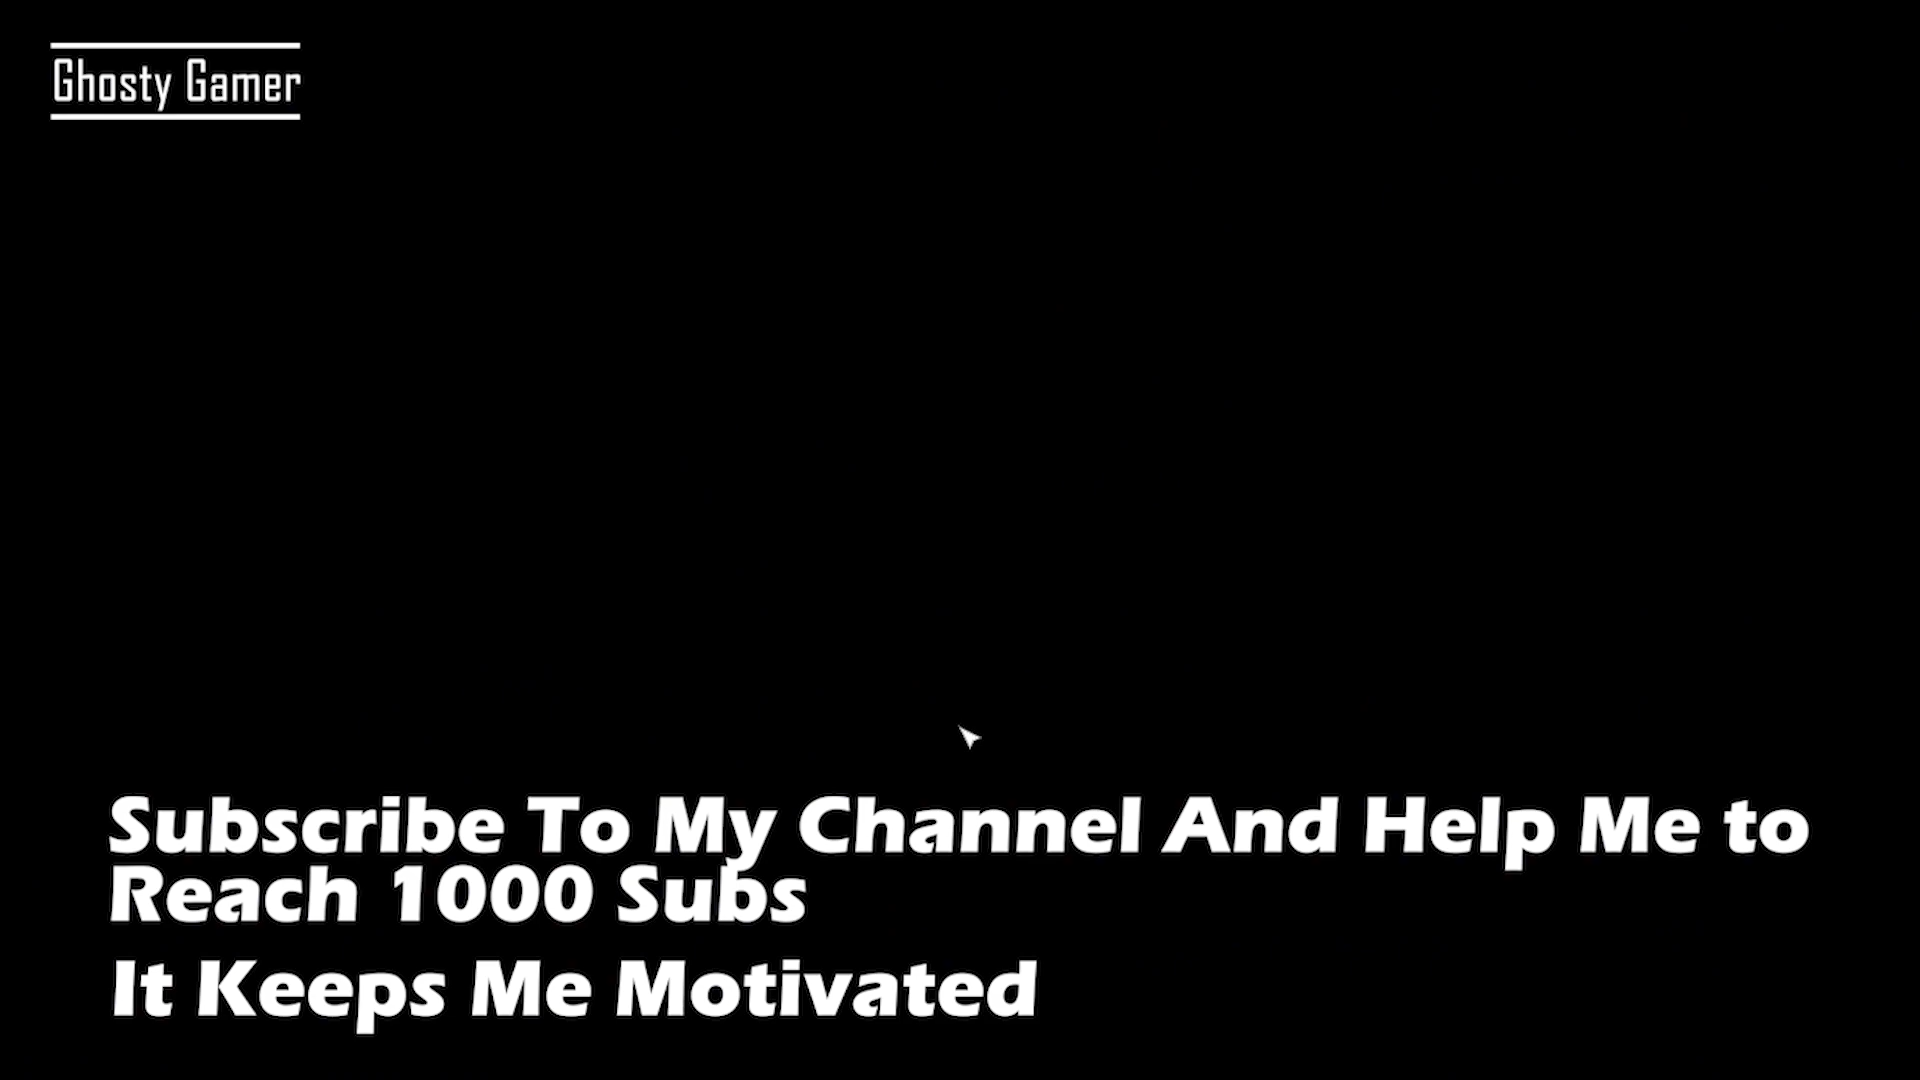 Ghosty Gamer
Subscribe To My Channel And Help Me to
Reach 1000 Subs
It Keeps Me Motivated